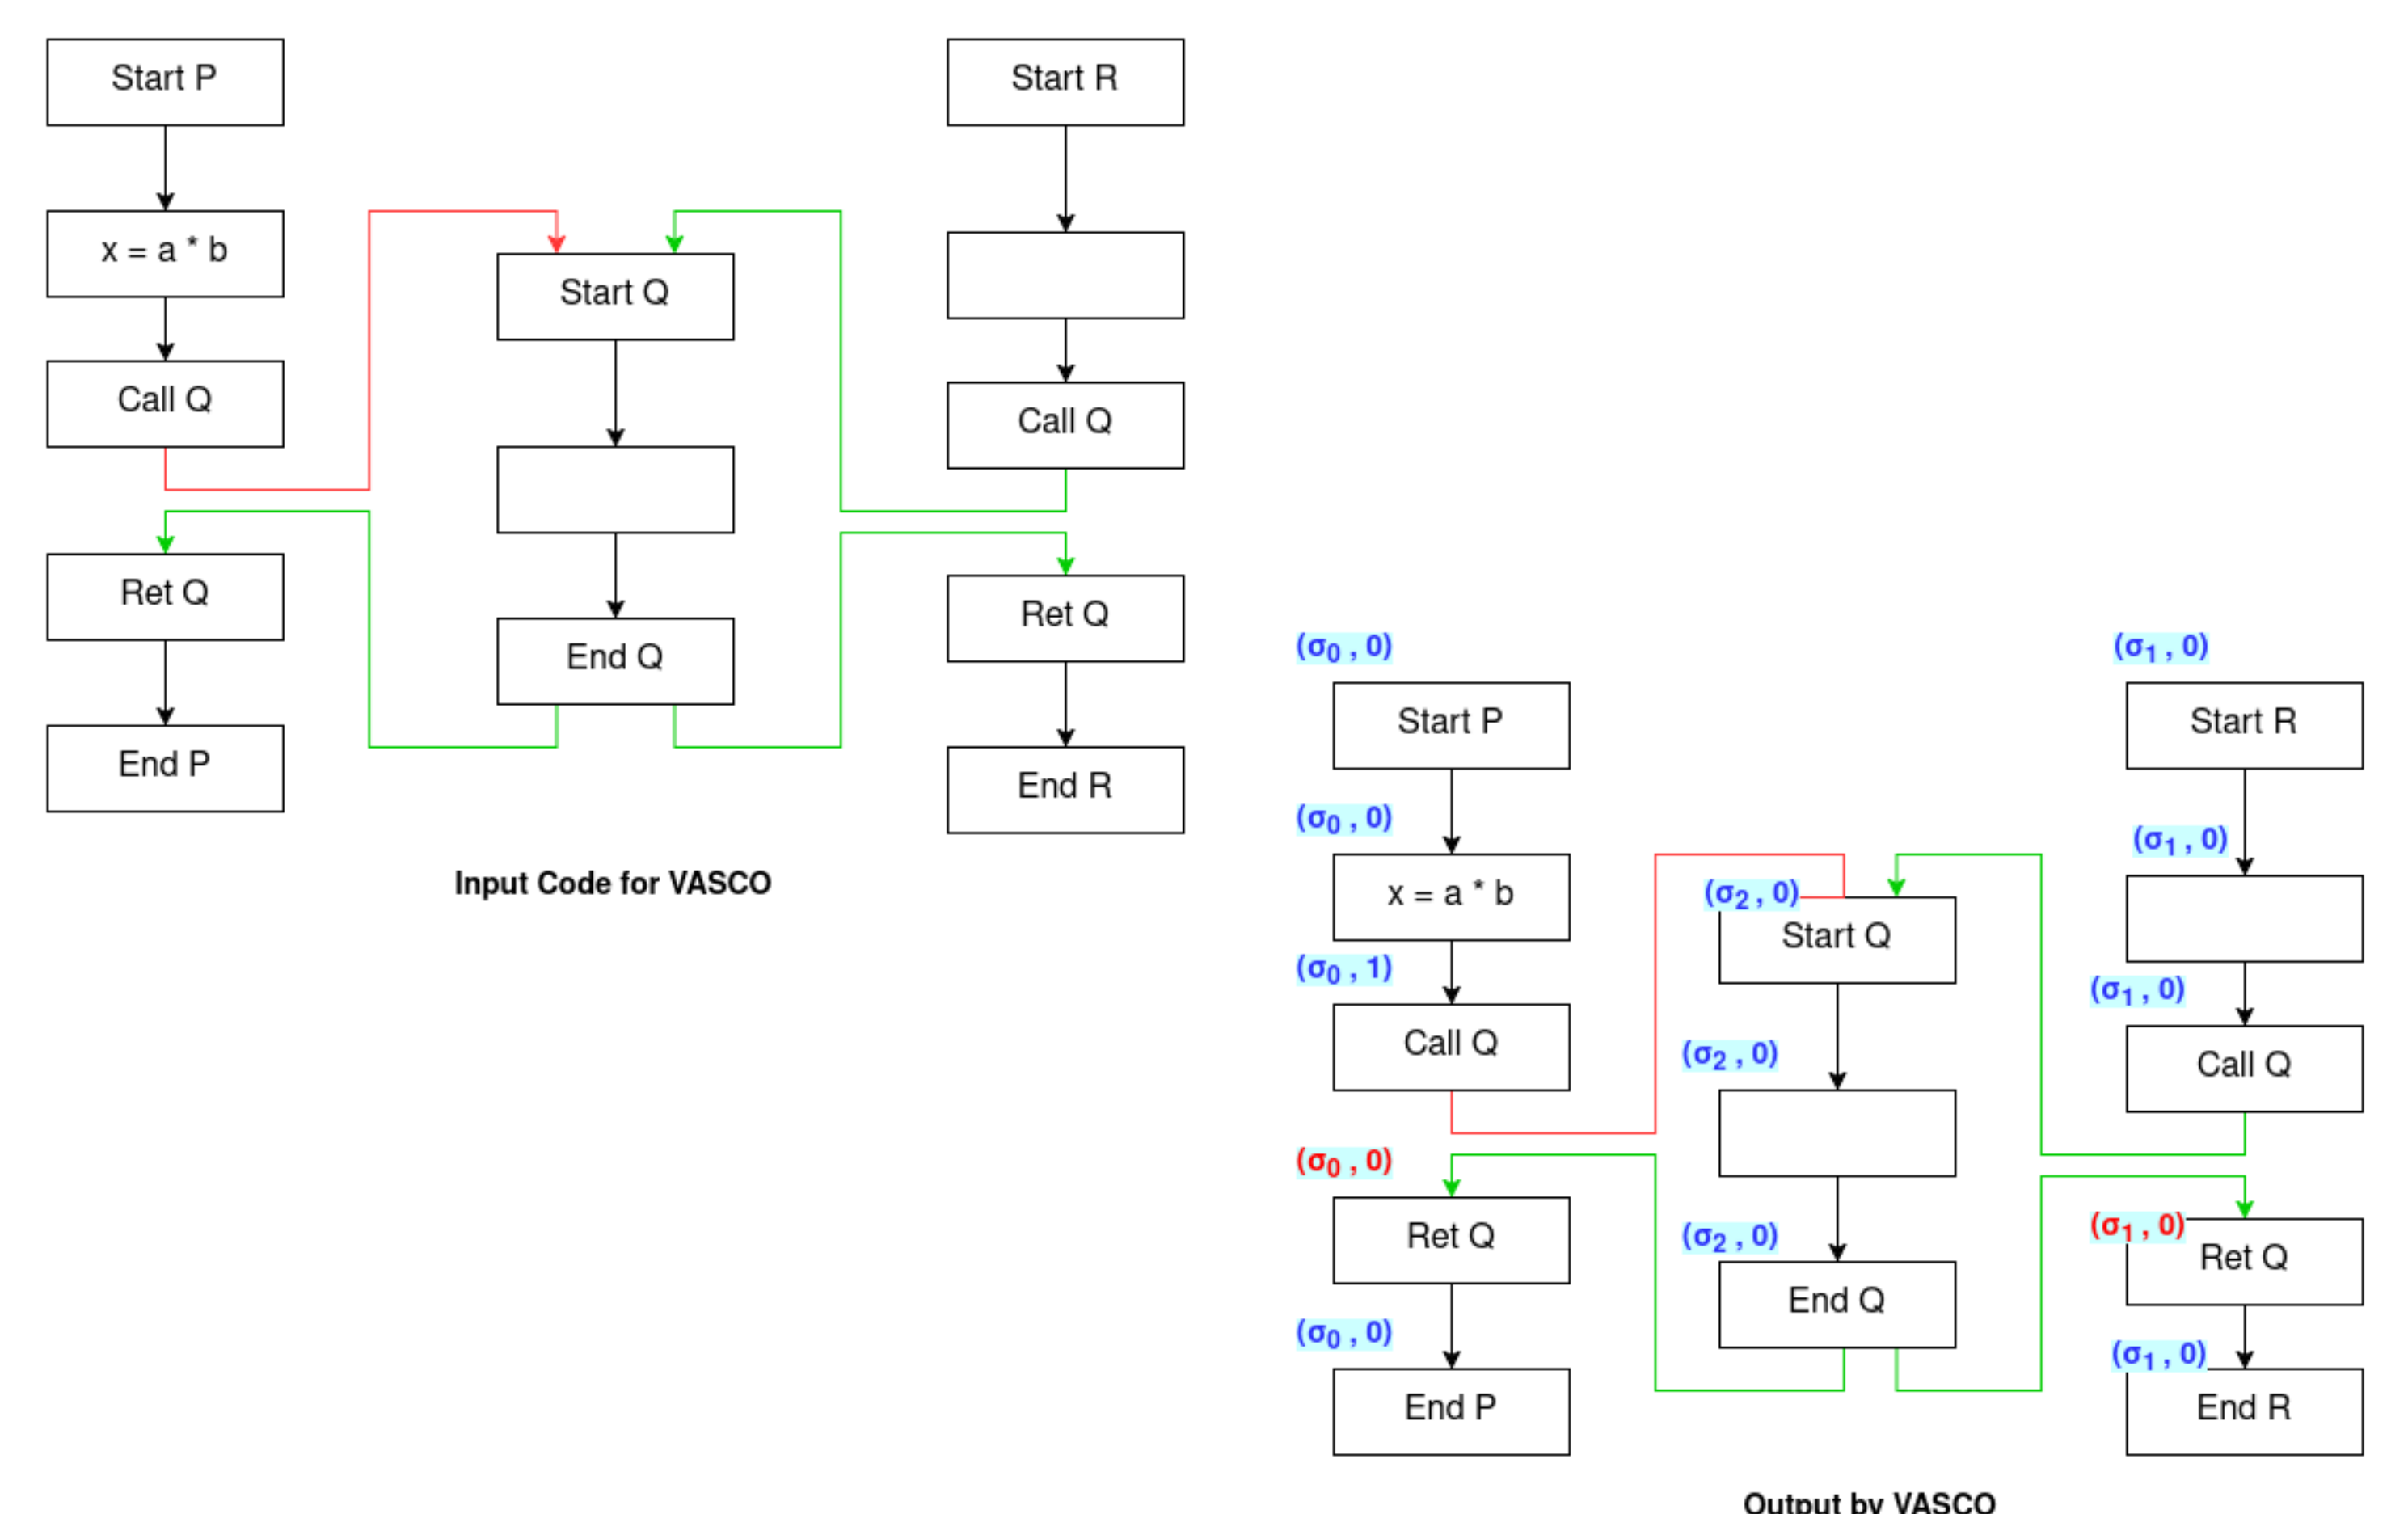 Start P
x = a * b
Call Q
Ret Q
End P
Start Q
End Q
Start R
Call Q
Ret Q
End R
Input Code for VASCO
(σ0 , 0)
Start P
(σ0 , 0)
x = a * b
(σ0 , 1)
Call Q
(σ0 , 0)
Ret Q
(σ0 , 0)
End P
(σ2 , 0)
Start Q
(σ2 , 0)
(σ2 , 0)
End Q
(σ1 , 0)
Start R
(σ1 , 0)
(σ1 , 0)
Call Q
(σ1 , 0)
Ret Q
(σ1 , 0)
End R
Output by VASCO